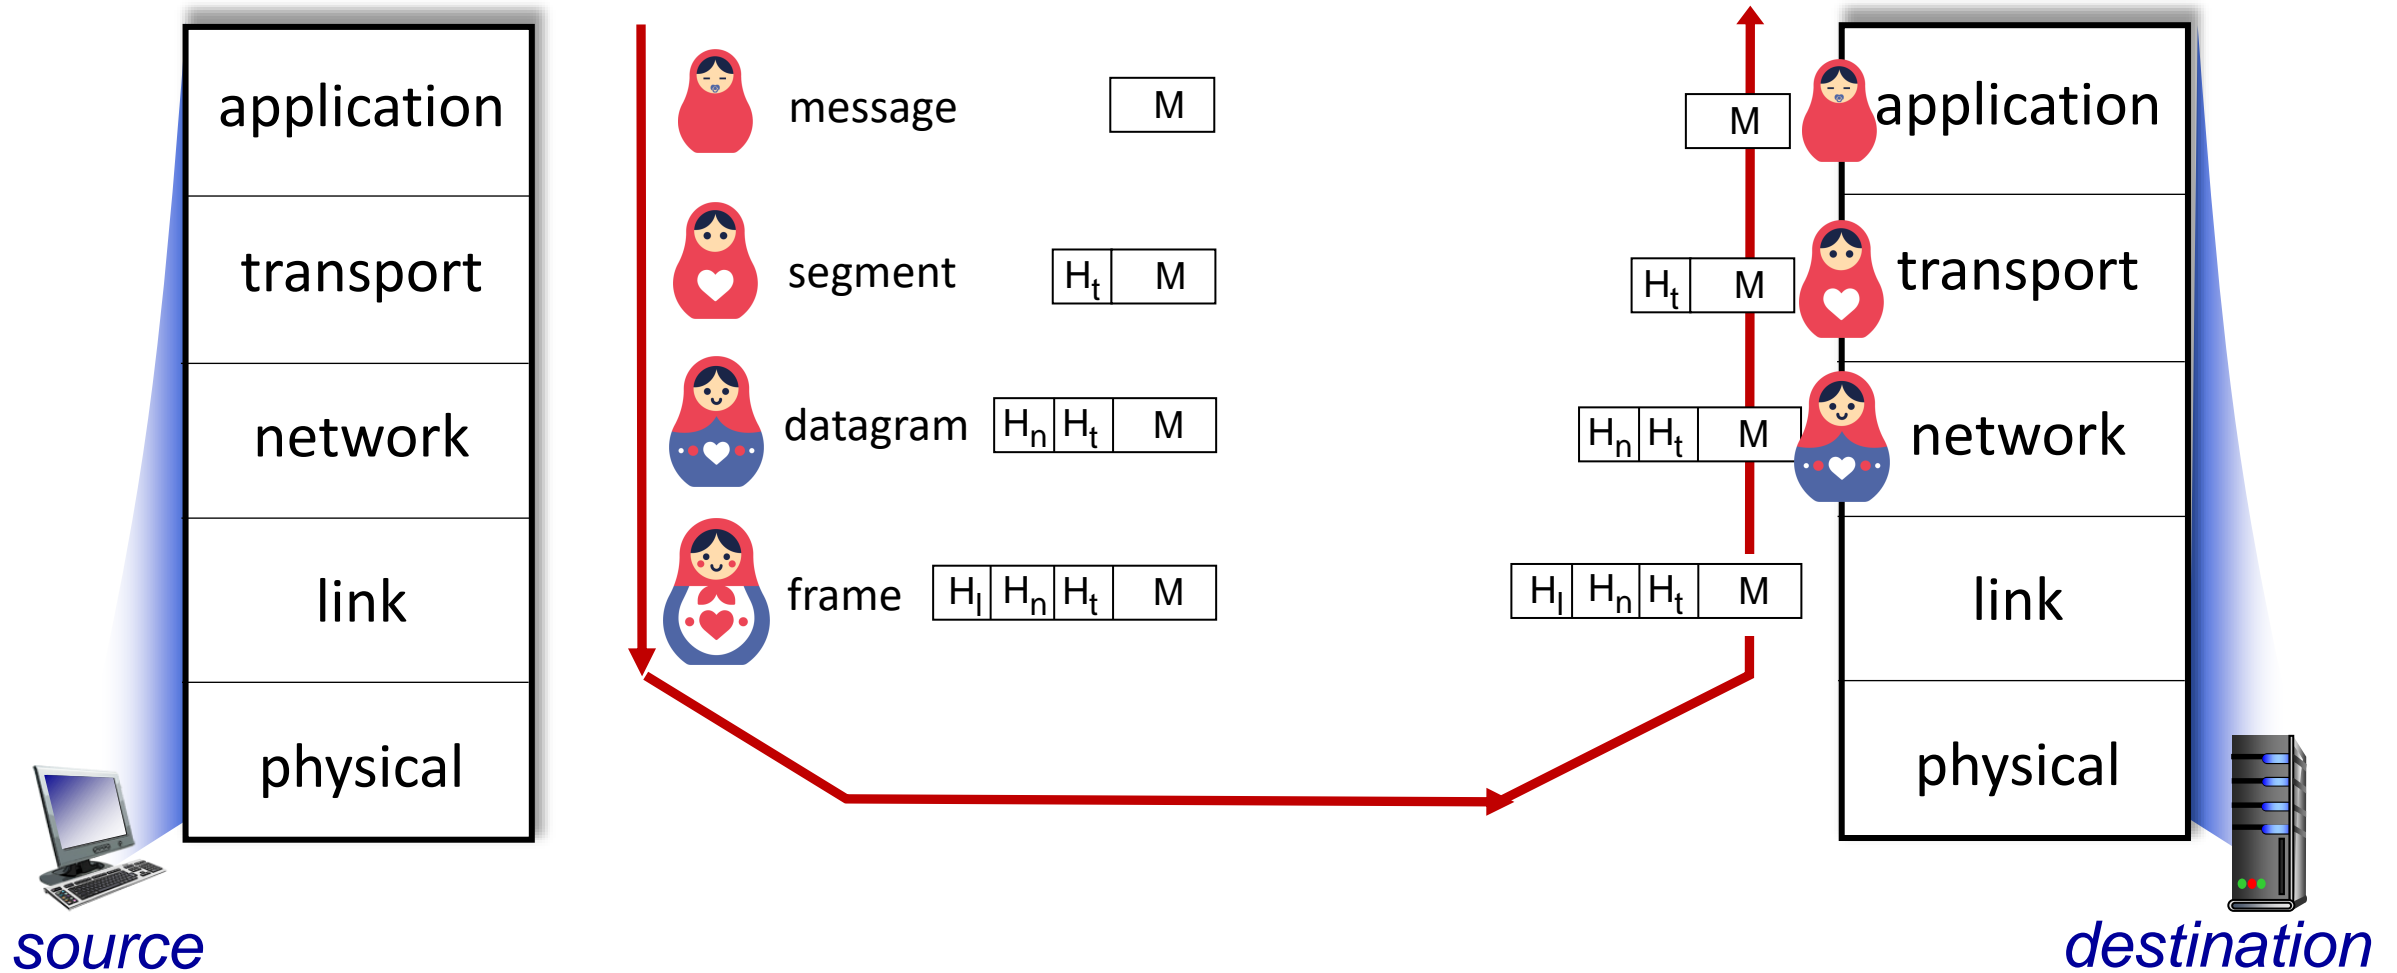 application
transport
network
link
physical
source
message
M
segment
Ht M
datagram
Hn Ht M
frame
Hl Hn Ht M
M
Ht M
Hn Ht M
Hl Hn Ht M
application
transport
network
link
physical
destination